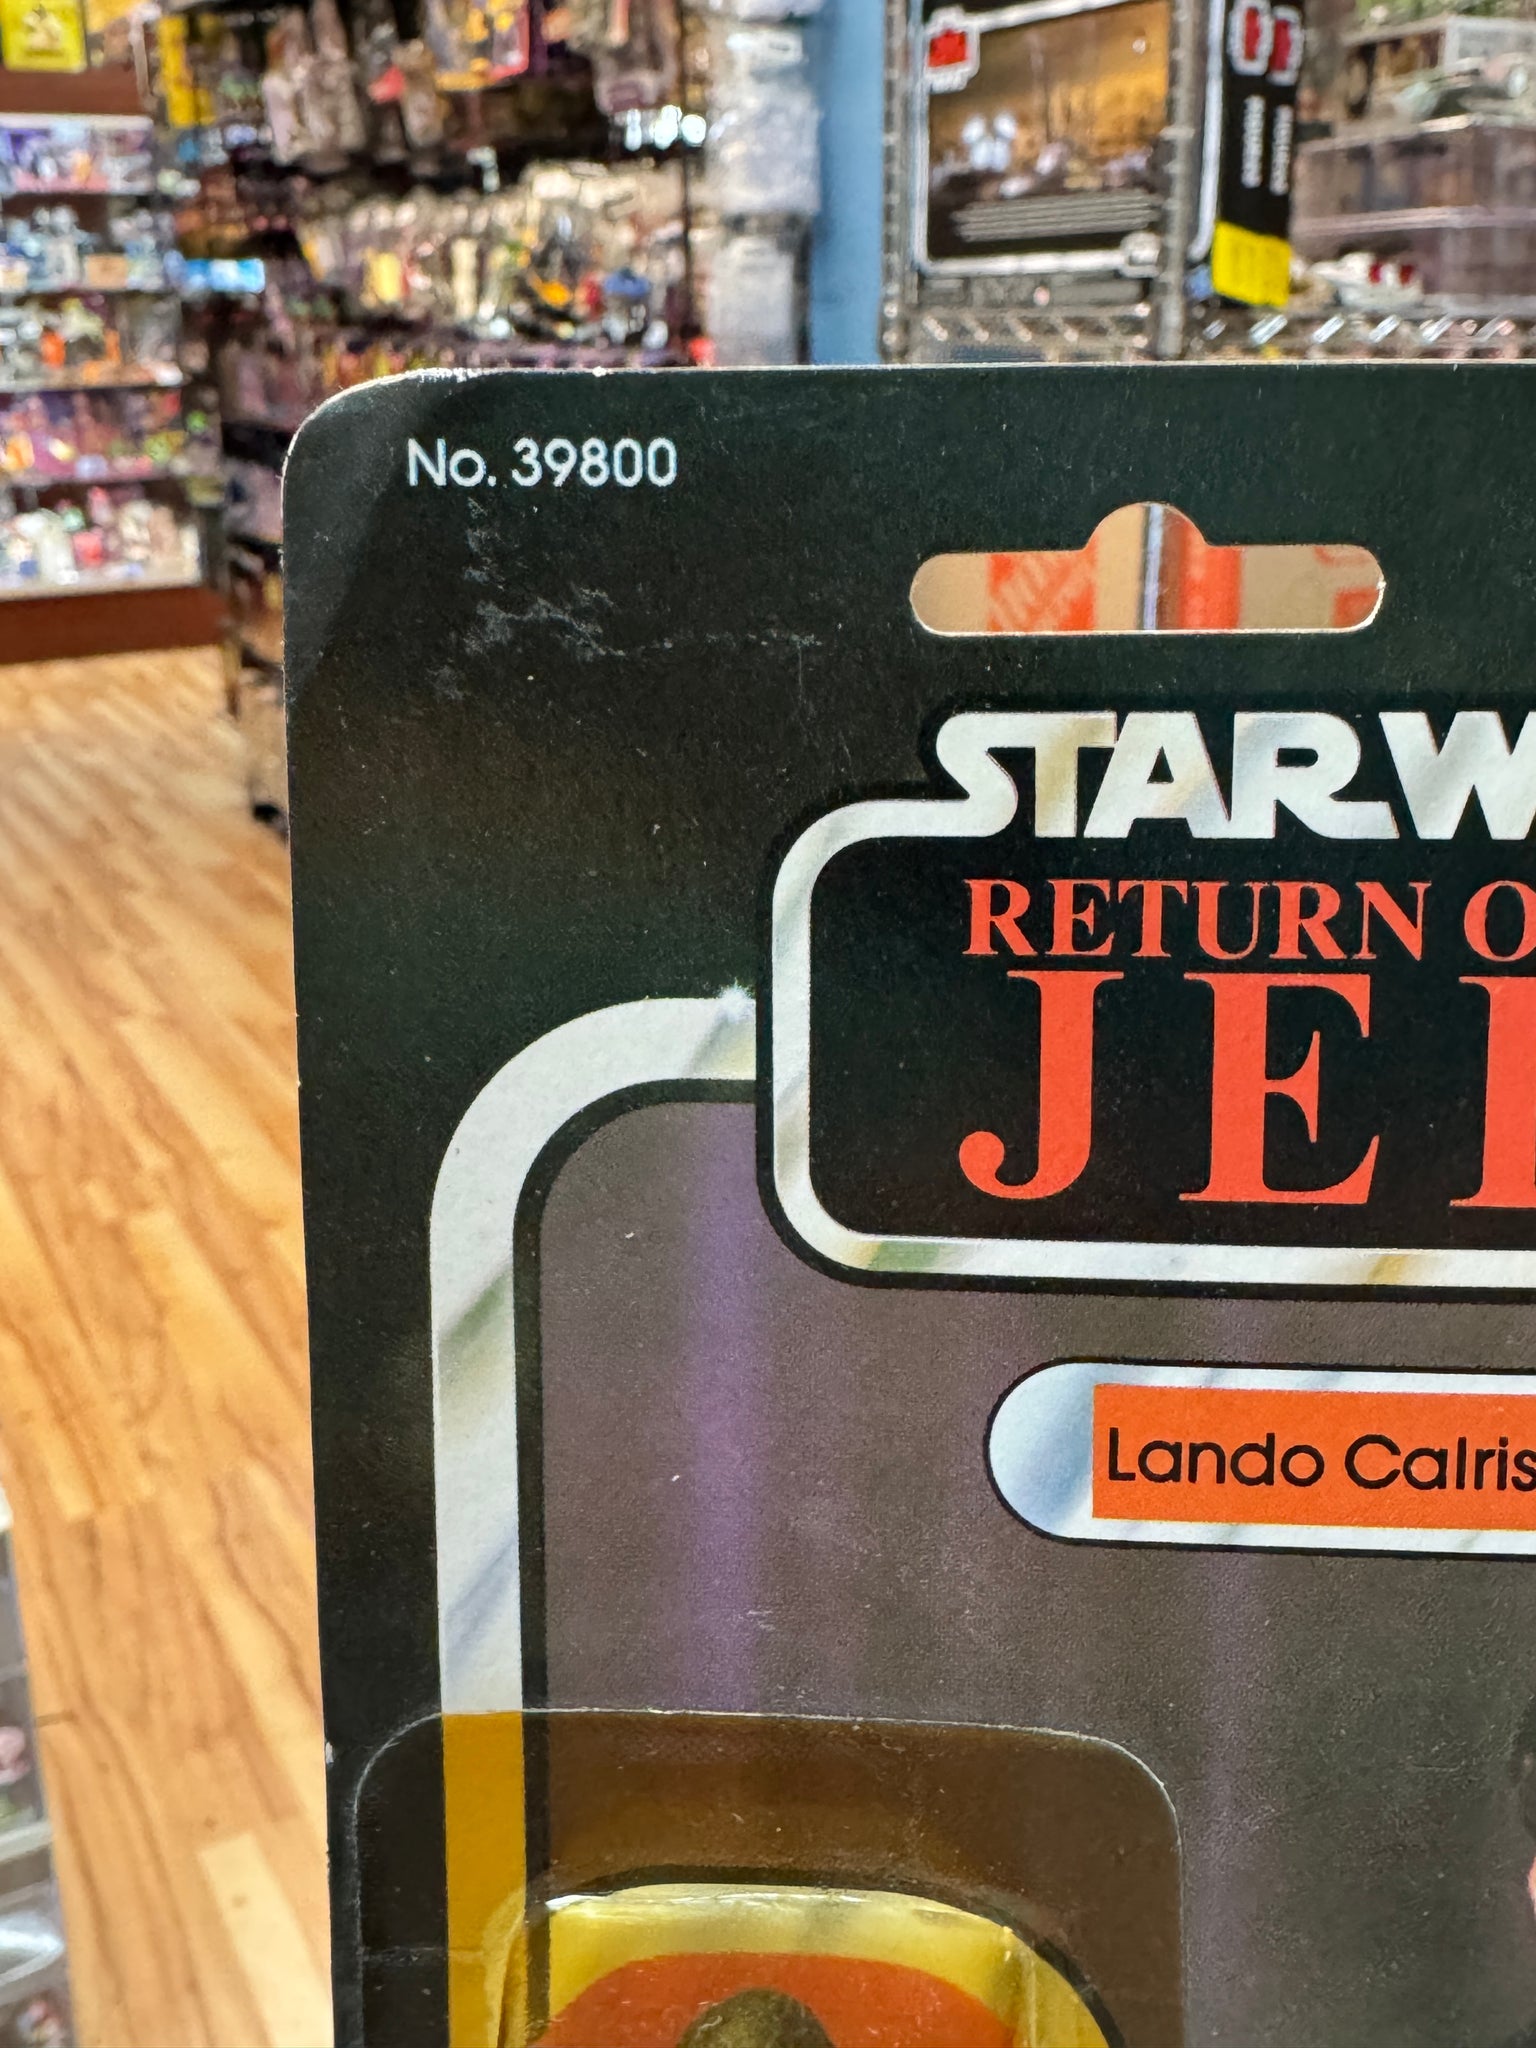 No. 39800
STAR W
RETURN O
JE
Lando Calris